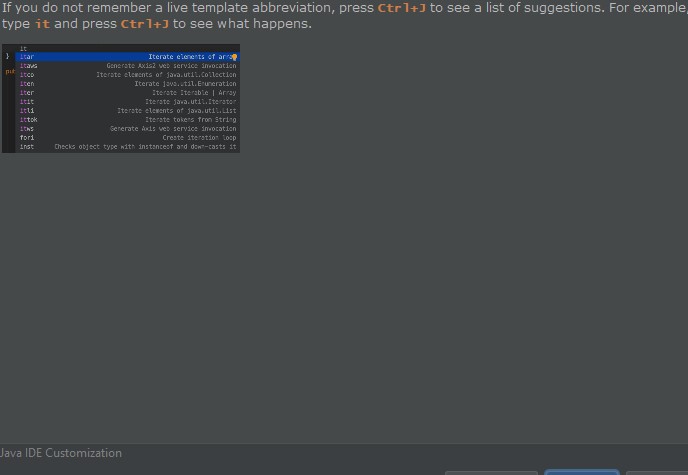 If you do not remember a live template abbreviation, press Ctrl+J to see a list of suggestions. For example,
type it and press Ctrl+J to see what happens.
it
} itar Iterate elements of array
itaws Generate Axis2 web service invocation
itco Iterate elements of java.util.Collection
iten Iterate java.util.Enumeration
iter Iterate Iterable | Array
itit Iterate java.util.Iterator
itli Iterate elements of java.util.List
ittok Iterate tokens from String
itws Generate Axis web service invocation
fori Create iteration loop
inst Checks object type with instanceof and down-casts it
Java IDE Customization